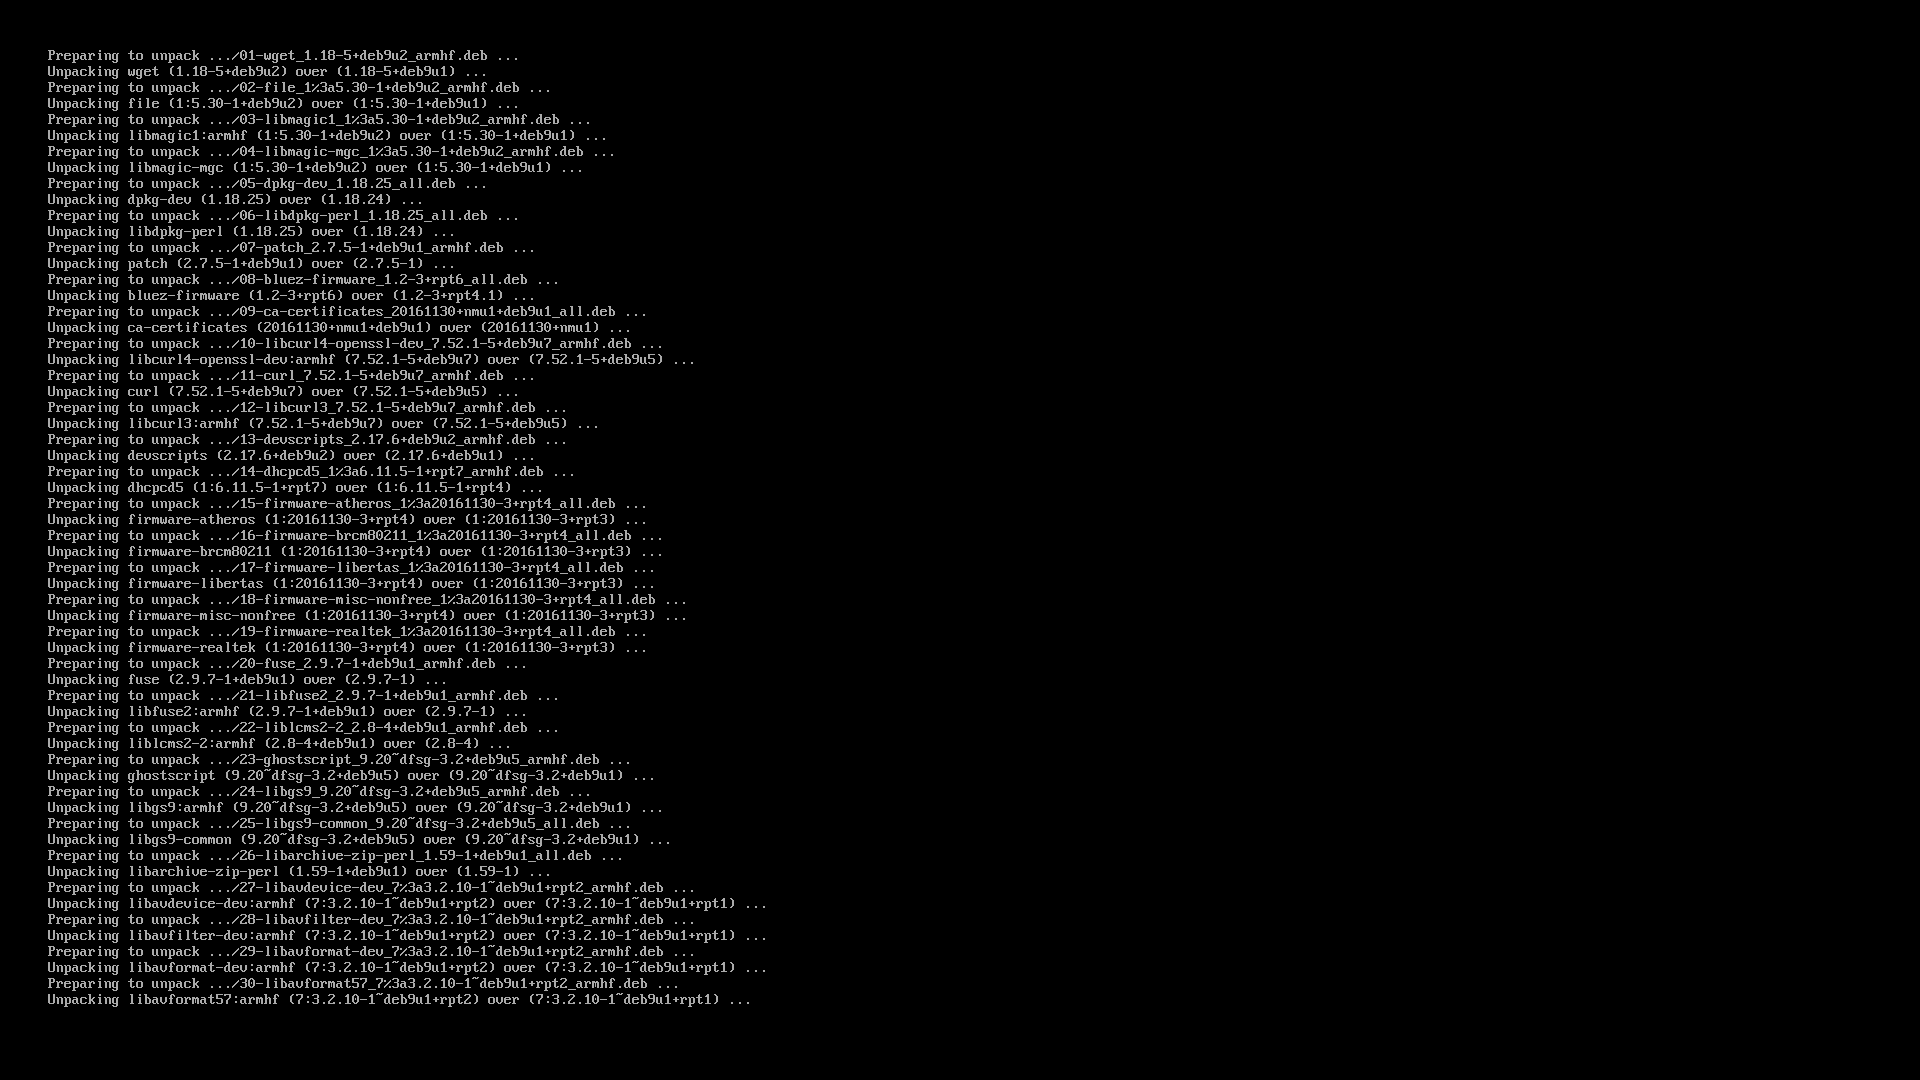 Preparing to unpack .../01-wget_1.18-5+deb9u2_armhf.deb ...
Unpacking wget (1.18-5+deb9u2) over (1.18-5+deb9u1) ...
Preparing to unpack .../02-file_1%3a5.30-1+deb9u2_armhf.deb ...
Unpacking file (1:5.30-1+deb9u2) over (1:5.30-1+deb9u1) ...
Preparing to unpack .../03-libmagic1_1%3a5.30-1+deb9u2_armhf.deb ...
Unpacking libmagic1:armhf (1:5.30-1+deb9u2) over (1:5.30-1+deb9u1) ...
Preparing to unpack .../04-libmagic-mgc_1%3a5.30-1+deb9u2_armhf.deb ...
Unpacking libmagic-mgc (1:5.30-1+deb9u2) over (1:5.30-1+deb9u1) ...
Preparing to unpack .../05-dpkg-dev_1.18.25_all.deb ...
Unpacking dpkg-dev (1.18.25) over (1.18.24) ...
Preparing to unpack .../06-libdpkg-perl_1.18.25_all.deb ...
Unpacking libdpkg-perl (1.18.25) over (1.18.24) ...
Preparing to unpack .../07-patch_2.7.5-1+deb9u1_armhf.deb ...
Unpacking patch (2.7.5-1+deb9u1) over (2.7.5-1) ...
Preparing to unpack .../08-bluez-firmware_1.2-3+rpt6_all.deb ...
Unpacking bluez-firmware (1.2-3+rpt6) over (1.2-3+rpt4.1) ...
Preparing to unpack .../09-ca-certificates_20161130+nmu1+deb9u1_all.deb ...
Unpacking ca-certificates (20161130+nmu1+deb9u1) over (20161130+nmu1) ...
Preparing to unpack .../10-libcurl4-openssl-dev_7.52.1-5+deb9u7_armhf.deb ...
Unpacking libcurl4-openssl-dev:armhf (7.52.1-5+deb9u7) over (7.52.1-5+deb9u5) ...
Preparing to unpack .../11-curl_7.52.1-5+deb9u7_armhf.deb ...
Unpacking curl (7.52.1-5+deb9u7) over (7.52.1-5+deb9u5) ...
Preparing to unpack .../12-libcurl3_7.52.1-5+deb9u7_armhf.deb ...
Unpacking libcurl3:armhf (7.52.1-5+deb9u7) over (7.52.1-5+deb9u5) ...
Preparing to unpack .../13-devscripts_2.17.6+deb9u2_armhf.deb ...
Unpacking devscripts (2.17.6+deb9u2) over (2.17.6+deb9u1) ...
Preparing to unpack .../14-dhcpcd5_1%3a6.11.5-1+rpt7_armhf.deb ...
Unpacking dhcpcd5 (1:6.11.5-1+rpt7) over (1:6.11.5-1+rpt4) ...
Preparing to unpack .../15-firmware-atheros_1%3a20161130-3+rpt4_all.deb ...
Unpacking firmware-atheros (1:20161130-3+rpt4) over (1:20161130-3+rpt3) ...
Preparing to unpack .../16-firmware-brcm80211_1%3a20161130-3+rpt4_all.deb ...
Unpacking firmware-brcm80211 (1:20161130-3+rpt4) over (1:20161130-3+rpt3) ...
Preparing to unpack .../17-firmware-libertas_1%3a20161130-3+rpt4_all.deb ...
Unpacking firmware-libertas (1:20161130-3+rpt4) over (1:20161130-3+rpt3) ...
Preparing to unpack .../18-firmware-misc-nonfree_1%3a20161130-3+rpt4_all.deb ...
Unpacking firmware-misc-nonfree (1:20161130-3+rpt4) over (1:20161130-3+rpt3) ...
Preparing to unpack .../19-firmware-realtek_1%3a20161130-3+rpt4_all.deb ...
Unpacking firmware-realtek (1:20161130-3+rpt4) over (1:20161130-3+rpt3) ...
Preparing to unpack .../20-fuse_2.9.7-1+deb9u1_armhf.deb ...
Unpacking fuse (2.9.7-1+deb9u1) over (2.9.7-1) ...
Preparing to unpack .../21-libfuse2_2.9.7-1+deb9u1_armhf.deb ...
Unpacking libfuse2:armhf (2.9.7-1+deb9u1) over (2.9.7-1) ...
Preparing to unpack .../22-liblcms2-2_2.8-4+deb9u1_armhf.deb ...
Unpacking liblcms2-2:armhf (2.8-4+deb9u1) over (2.8-4) ...
Preparing to unpack .../23-ghostscript_9.20~dfsg-3.2+deb9u5_armhf.deb ...
Unpacking ghostscript (9.20~dfsg-3.2+deb9u5) over (9.20~dfsg-3.2+deb9u1) ...
Preparing to unpack .../24-libgs9_9.20~dfsg-3.2+deb9u5_armhf.deb ...
Unpacking libgs9:armhf (9.20~dfsg-3.2+deb9u5) over (9.20~dfsg-3.2+deb9u1) ...
Preparing to unpack .../25-libgs9-common_9.20~dfsg-3.2+deb9u5_all.deb ...
Unpacking libgs9-common (9.20~dfsg-3.2+deb9u5) over (9.20~dfsg-3.2+deb9u1) ...
Preparing to unpack .../26-libarchive-zip-perl_1.59-1+deb9u1_all.deb ...
Unpacking libarchive-zip-perl (1.59-1+deb9u1) over (1.59-1) ...
Preparing to unpack .../27-libavdevice-dev_7%3a3.2.10-1~deb9u1+rpt2_armhf.deb ...
Unpacking libavdevice-dev:armhf (7:3.2.10-1~deb9u1+rpt2) over (7:3.2.10-1~deb9u1+rpt1) ...
Preparing to unpack .../28-libavfilter-dev_7%3a3.2.10-1~deb9u1+rpt2_armhf.deb ...
Unpacking libavfilter-dev:armhf (7:3.2.10-1~deb9u1+rpt2) over (7:3.2.10-1~deb9u1+rpt1) ...
Preparing to unpack .../29-libavformat-dev_7%3a3.2.10-1~deb9u1+rpt2_armhf.deb ...
Unpacking libavformat-dev:armhf (7:3.2.10-1~deb9u1+rpt2) over (7:3.2.10-1~deb9u1+rpt1) ...
Preparing to unpack .../30-libavformat57_7%3a3.2.10-1~deb9u1+rpt2_armhf.deb ...
Unpacking libavformat57:armhf (7:3.2.10-1~deb9u1+rpt2) over (7:3.2.10-1~deb9u1+rpt1) ...